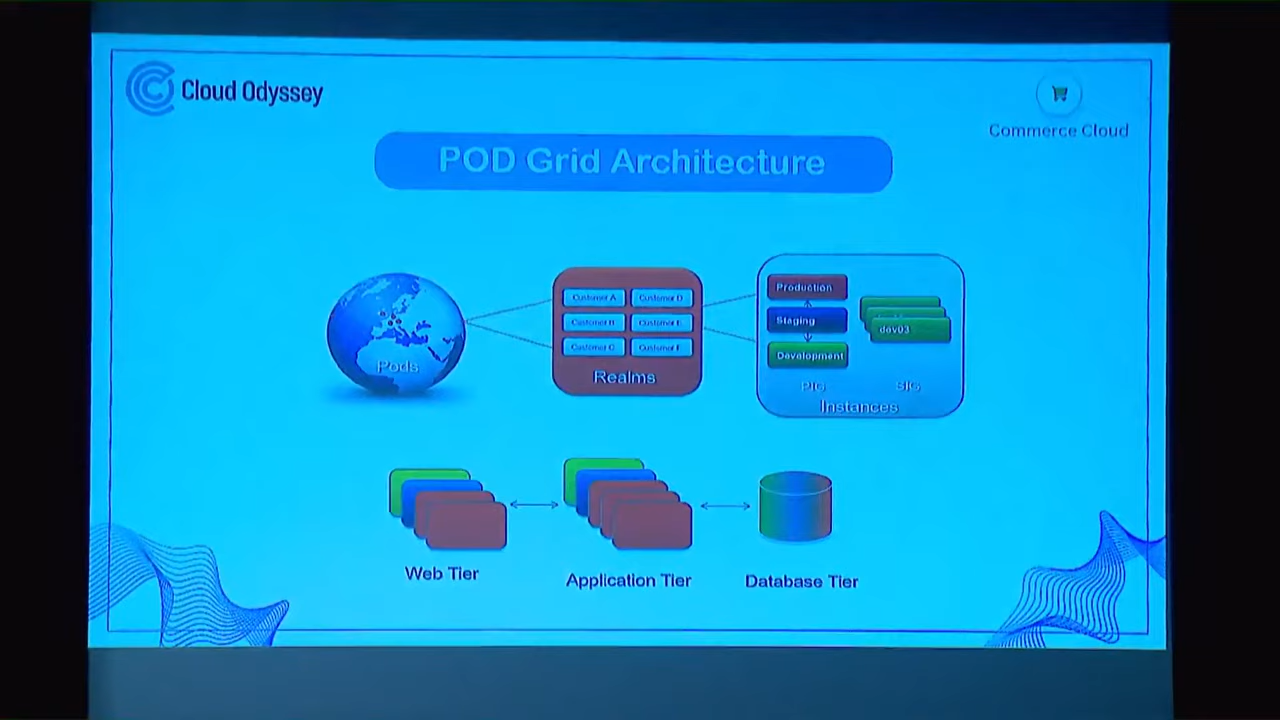 Cloud Odyssey
Commerce Cloud
POD Grid Architecture
Pods
Customer A
Customer D
Customer B
Customer E
Customer C
Customer F
Realms
Production
Staging
Development
dev03
PIG
SIG
Instances
Web Tier
Application Tier
Database Tier